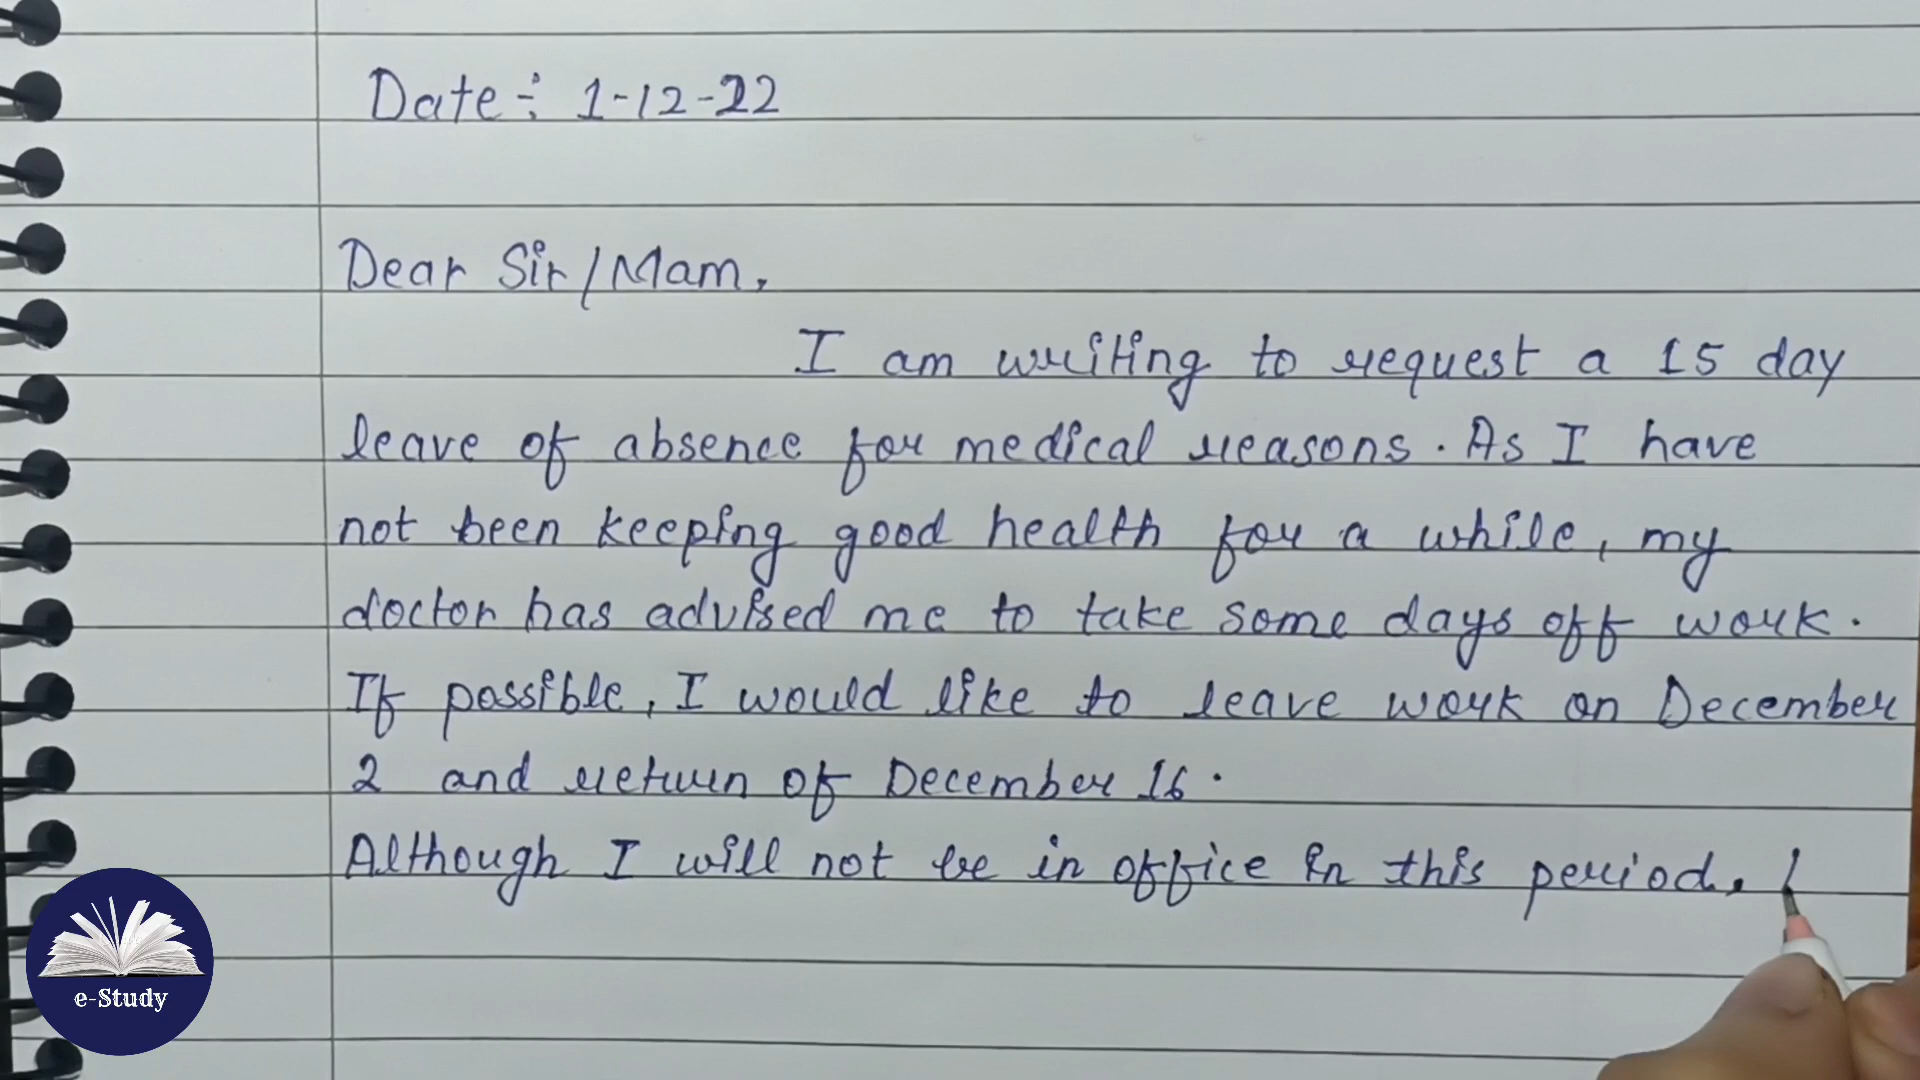 Date ÷ 1-12-22
Dear Sir/Mam,
I am writing to request a 15 day
leave of absence for medical reasons. As I have
not been keeping good health for a while, my
doctor has advised me to take some days off work.
If possible, I would like to leave work on December
2 and return of December 16.
Although I will not be in office in this period,
e-Study